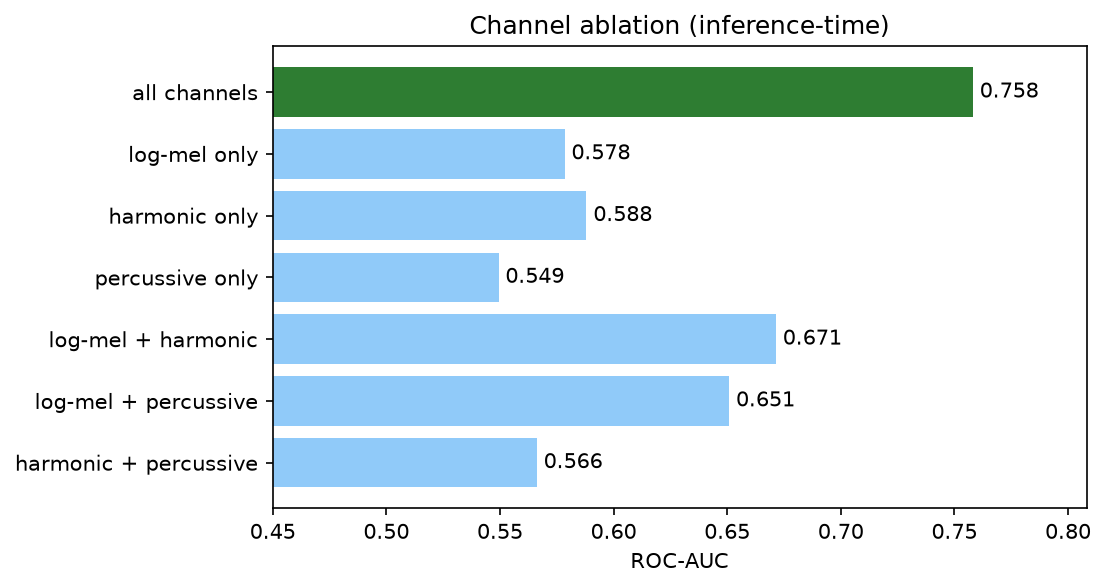 Channel ablation (inference-time)
all channels 0.758
log-mel only 0.578
harmonic only 0.588
percussive only 0.549
log-mel + harmonic 0.671
log-mel + percussive 0.651
harmonic + percussive 0.566
0.45 0.50 0.55 0.60 0.65 0.70 0.75 0.80
ROC-AUC